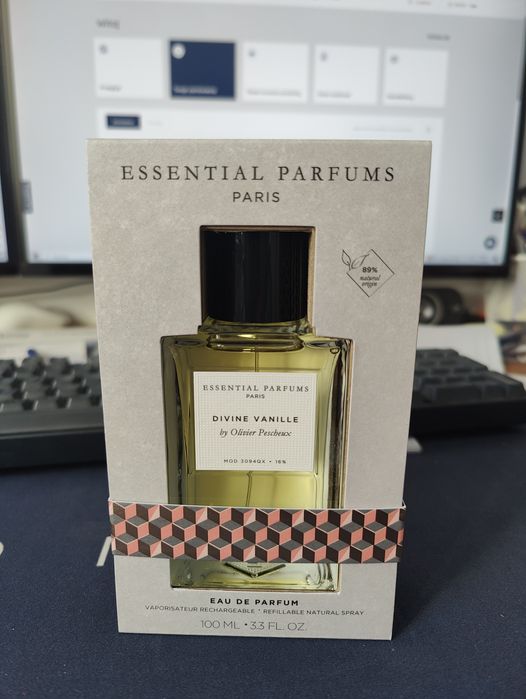 ESSENTIAL PARFUMS
PARIS
89%
natural
origin
ESSENTIAL PARFUMS
PARIS
DIVINE VANILLE
by Olivier Pescheux
MOD 3094QX • 16%
EAU DE PARFUM
VAPORISATEUR RECHARGEABLE • REFILLABLE NATURAL SPRAY
100 ML • 3.3 FL. OZ.